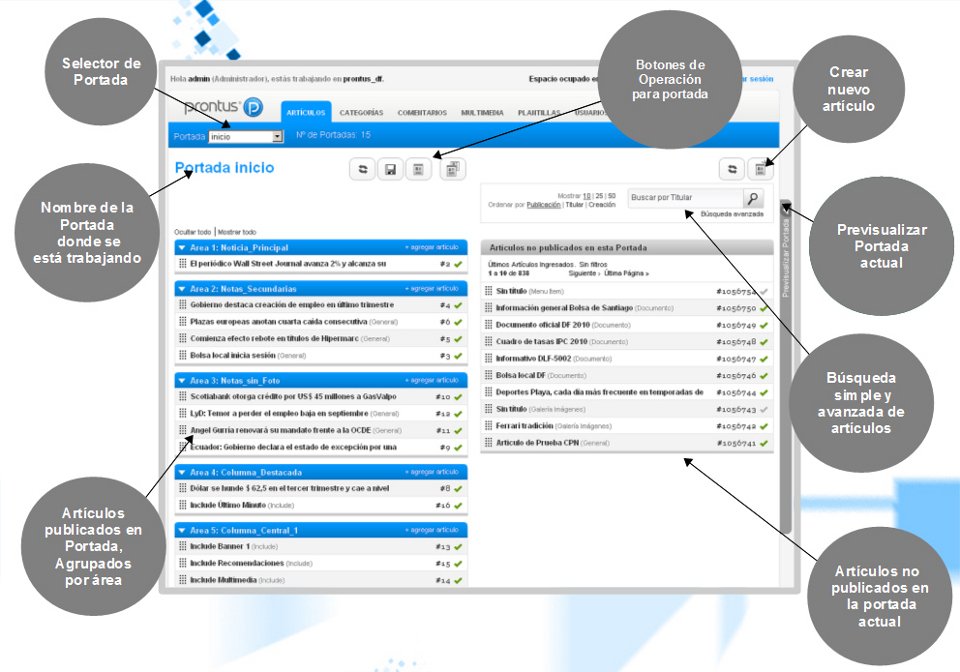 Selector de
Portada
Botones de
Operación
para portada
Crear
nuevo
artículo
Nombre de la
Portada
donde se
está trabajando
Previsualizar
Portada
actual
Búsqueda
simple y
avanzada de
artículos
Artículos
publicados en
Portada,
Agrupados
por área
Artículos no
publicados en
la portada
actual
Hola admin (Administrador), estás trabajando en prontus_df.
Espacio ocupado en
sesión
prontus P
ARTÍCULOS CATEGORÍAS COMENTARIOS MULTIMEDIA PLANTILLAS USUARIOS
Portada inicio Nº de Portadas: 15
Portada inicio
Mostrar 10 | 25 | 50
Ordenar por Publicación | Titular | Creación
Buscar por Titular
Búsqueda avanzada
Previsualizar Portada
Ocultar todo | Mostrar todo
Area 1: Noticia_Principal + agregar artículo
El periódico Wall Street Journal avanza 2% y alcanza su #2
Area 2: Notas_Secundarias + agregar artículo
Gobierno destaca creación de empleo en último trimestre #4
Plazas europeas anotan cuarta caída consecutiva (General) #6
Comienza efecto rebote en títulos de Hipermarc (General) #5
Bolsa local inicia sesión (General) #3
Area 3: Notas_sin_Foto + agregar artículo
Scotiabank otorga crédito por US$ 45 millones a GasValpo #10
LyD: Temor a perder el empleo baja en septiembre (General) #12
Angel Gurría renovará su mandato frente a la OCDE (General) #11
Ecuador: Gobierno declara el estado de excepción por una #9
Area 4: Columna_Destacada + agregar artículo
Dólar se hunde $ 62,5 en el tercer trimestre y cae a nivel #8
Include Último Minuto (Include) #16
Area 5: Columna_Central_1 + agregar artículo
Include Banner 1 (Include) #13
Include Recomendaciones (Include) #15
Include Multimedia (Include) #14
Artículos no publicados en esta Portada
Últimos Artículos Ingresados. Sin filtros
1 a 10 de 838 Siguiente › Última Página »
Sin título (Menu Item) #1056754
Información general Bolsa de Santiago (Documento) #1056750
Documento oficial DF 2010 (Documento) #1056749
Cuadro de tasas IPC 2010 (Documento) #1056748
Informativo DLF-5002 (Documento) #1056747
Bolsa local DF (Documento) #1056746
Deportes Playa, cada día más frecuente en temporadas de #1056744
Sin título (Galería Imágenes) #1056743
Ferrari tradición (Galería Imágenes) #1056742
Artículo de Prueba CPN (General) #1056741